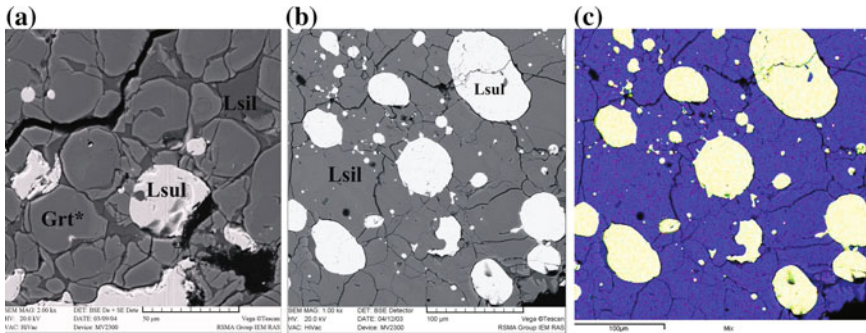 (a)
Lsil
Lsul
Grt*
SEM MAG: 2.00 kx DET: BSE De + SE Dete
HV: 20.0 kV DATE: 03/09/04 50 µm Vega ©Tescan
VAC: HiVac Device: MV2300 RSMA Group IEM RAS
(b)
Lsul
Lsil
SEM MAG: 1.00 kx DET: BSE Detector
HV: 20.0 kV DATE: 04/12/03 100 µm Vega ©Tescan
VAC: HiVac Device: MV2300 RSMA Group IEM RAS
(c)
100µm Mix